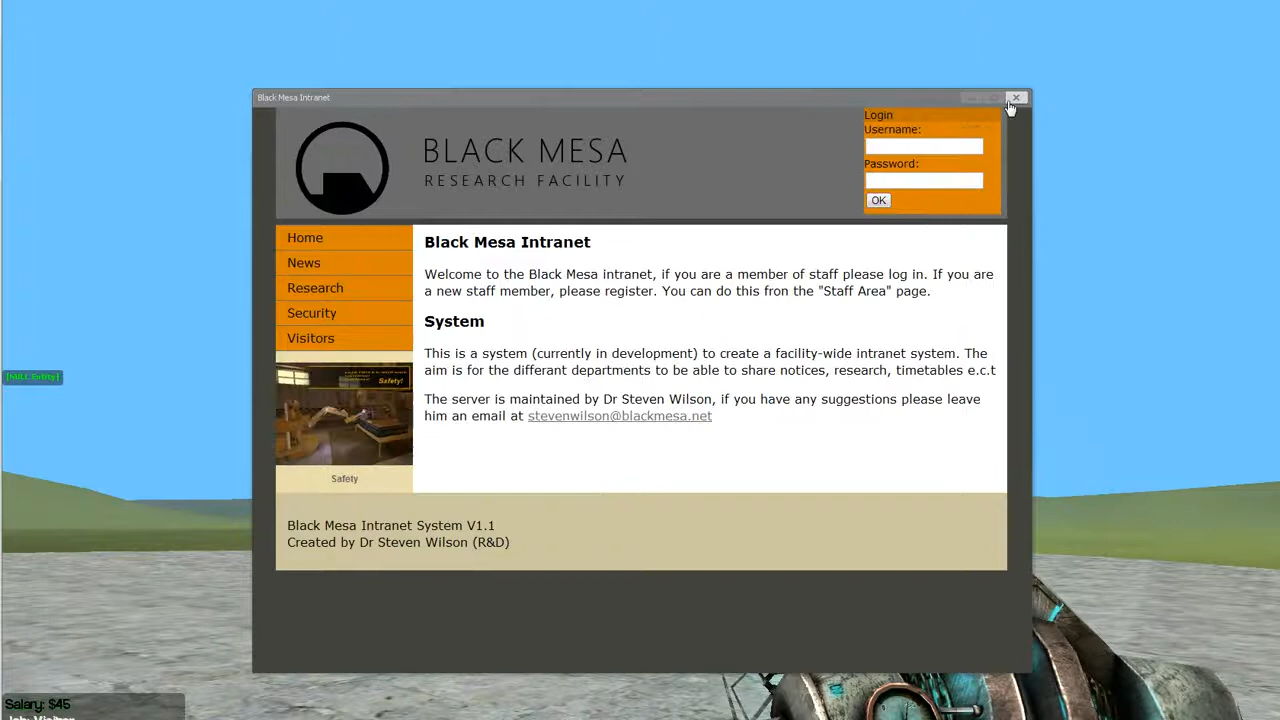 Black Mesa Intranet
BLACK MESA
RESEARCH FACILITY
Login
Username:
Password:
OK
Home
News
Research
Security
Visitors
Safety!
Safety
Black Mesa Intranet
Welcome to the Black Mesa intranet, if you are a member of staff please log in. If you are
a new staff member, please register. You can do this fron the "Staff Area" page.
System
This is a system (currently in development) to create a facility-wide intranet system. The
aim is for the different departments to be able to share notices, research, timetables e.c.t
The server is maintained by Dr Steven Wilson, if you have any suggestions please leave
him an email at stevenwilson@blackmesa.net
Black Mesa Intranet System V1.1
Created by Dr Steven Wilson (R&D)
[NULL Entity]
Salary: $45
Job: Visitor